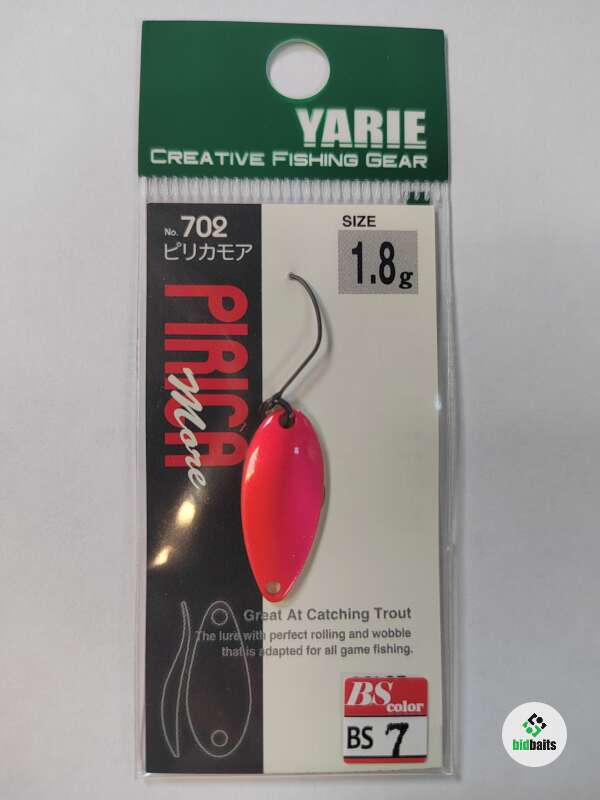 YARIE
CREATIVE FISHING GEAR
No. 702
ピリカモア
SIZE
1.8g
PIRICA
More
Great At Catching Trout
The lure with perfect rolling and wobble
that is adapted for all game fishing.
BS color
BS 7
bidbaits